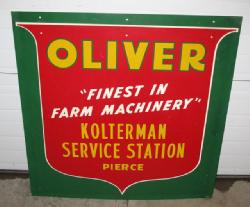 OLIVER
"FINEST IN
FARM MACHINERY"
KOLTERMAN
SERVICE STATION
PIERCE